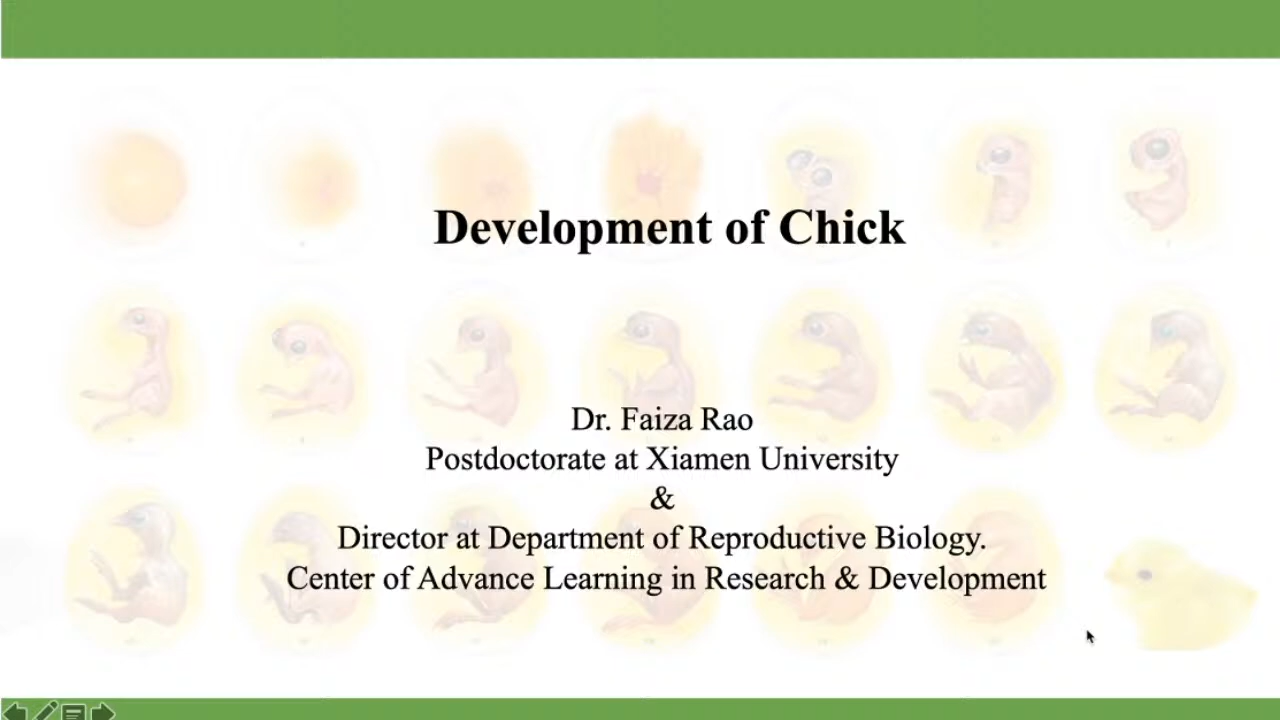 Development of Chick
Dr. Faiza Rao
Postdoctorate at Xiamen University
&
Director at Department of Reproductive Biology.
Center of Advance Learning in Research & Development